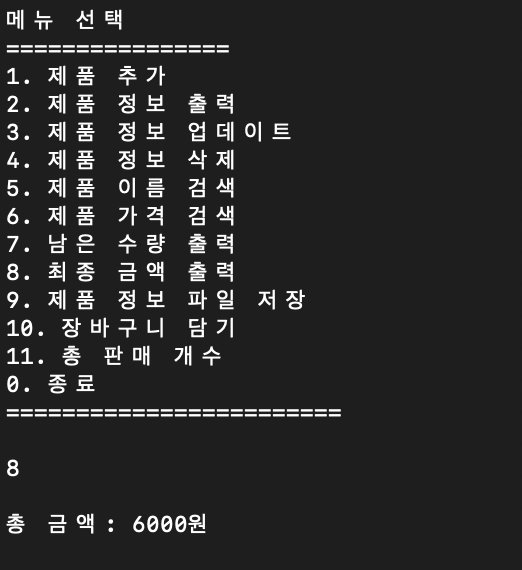 메뉴 선택
================
1. 제품 추가
2. 제품 정보 출력
3. 제품 정보 업데이트
4. 제품 정보 삭제
5. 제품 이름 검색
6. 제품 가격 검색
7. 남은 수량 출력
8. 최종 금액 출력
9. 제품 정보 파일 저장
10. 장바구니 담기
11. 총 판매 개수
0. 종료
========================
8
총 금액: 6000원